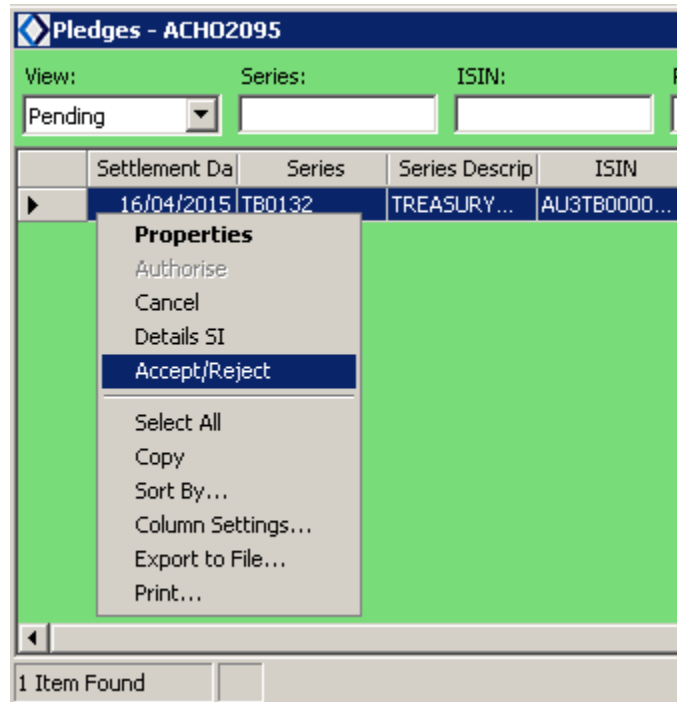 Pledges - ACHO2095
View: Series: ISIN:
Pending
Settlement Da Series Series Descrip ISIN
16/04/2015 TB0132 TREASURY... AU3TB0000...
Properties
Authorise
Cancel
Details SI
Accept/Reject
Select All
Copy
Sort By...
Column Settings...
Export to File...
Print...
1 Item Found